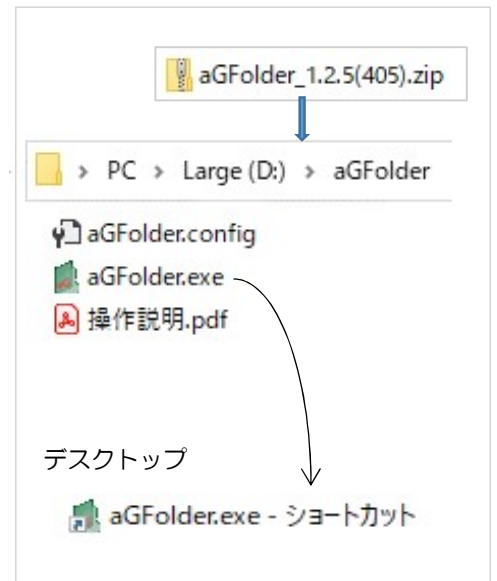 aGFolder_1.2.5(405).zip
> PC > Large (D:) > aGFolder
aGFolder.config
aGFolder.exe
操作説明.pdf
デスクトップ
aGFolder.exe - ショートカット